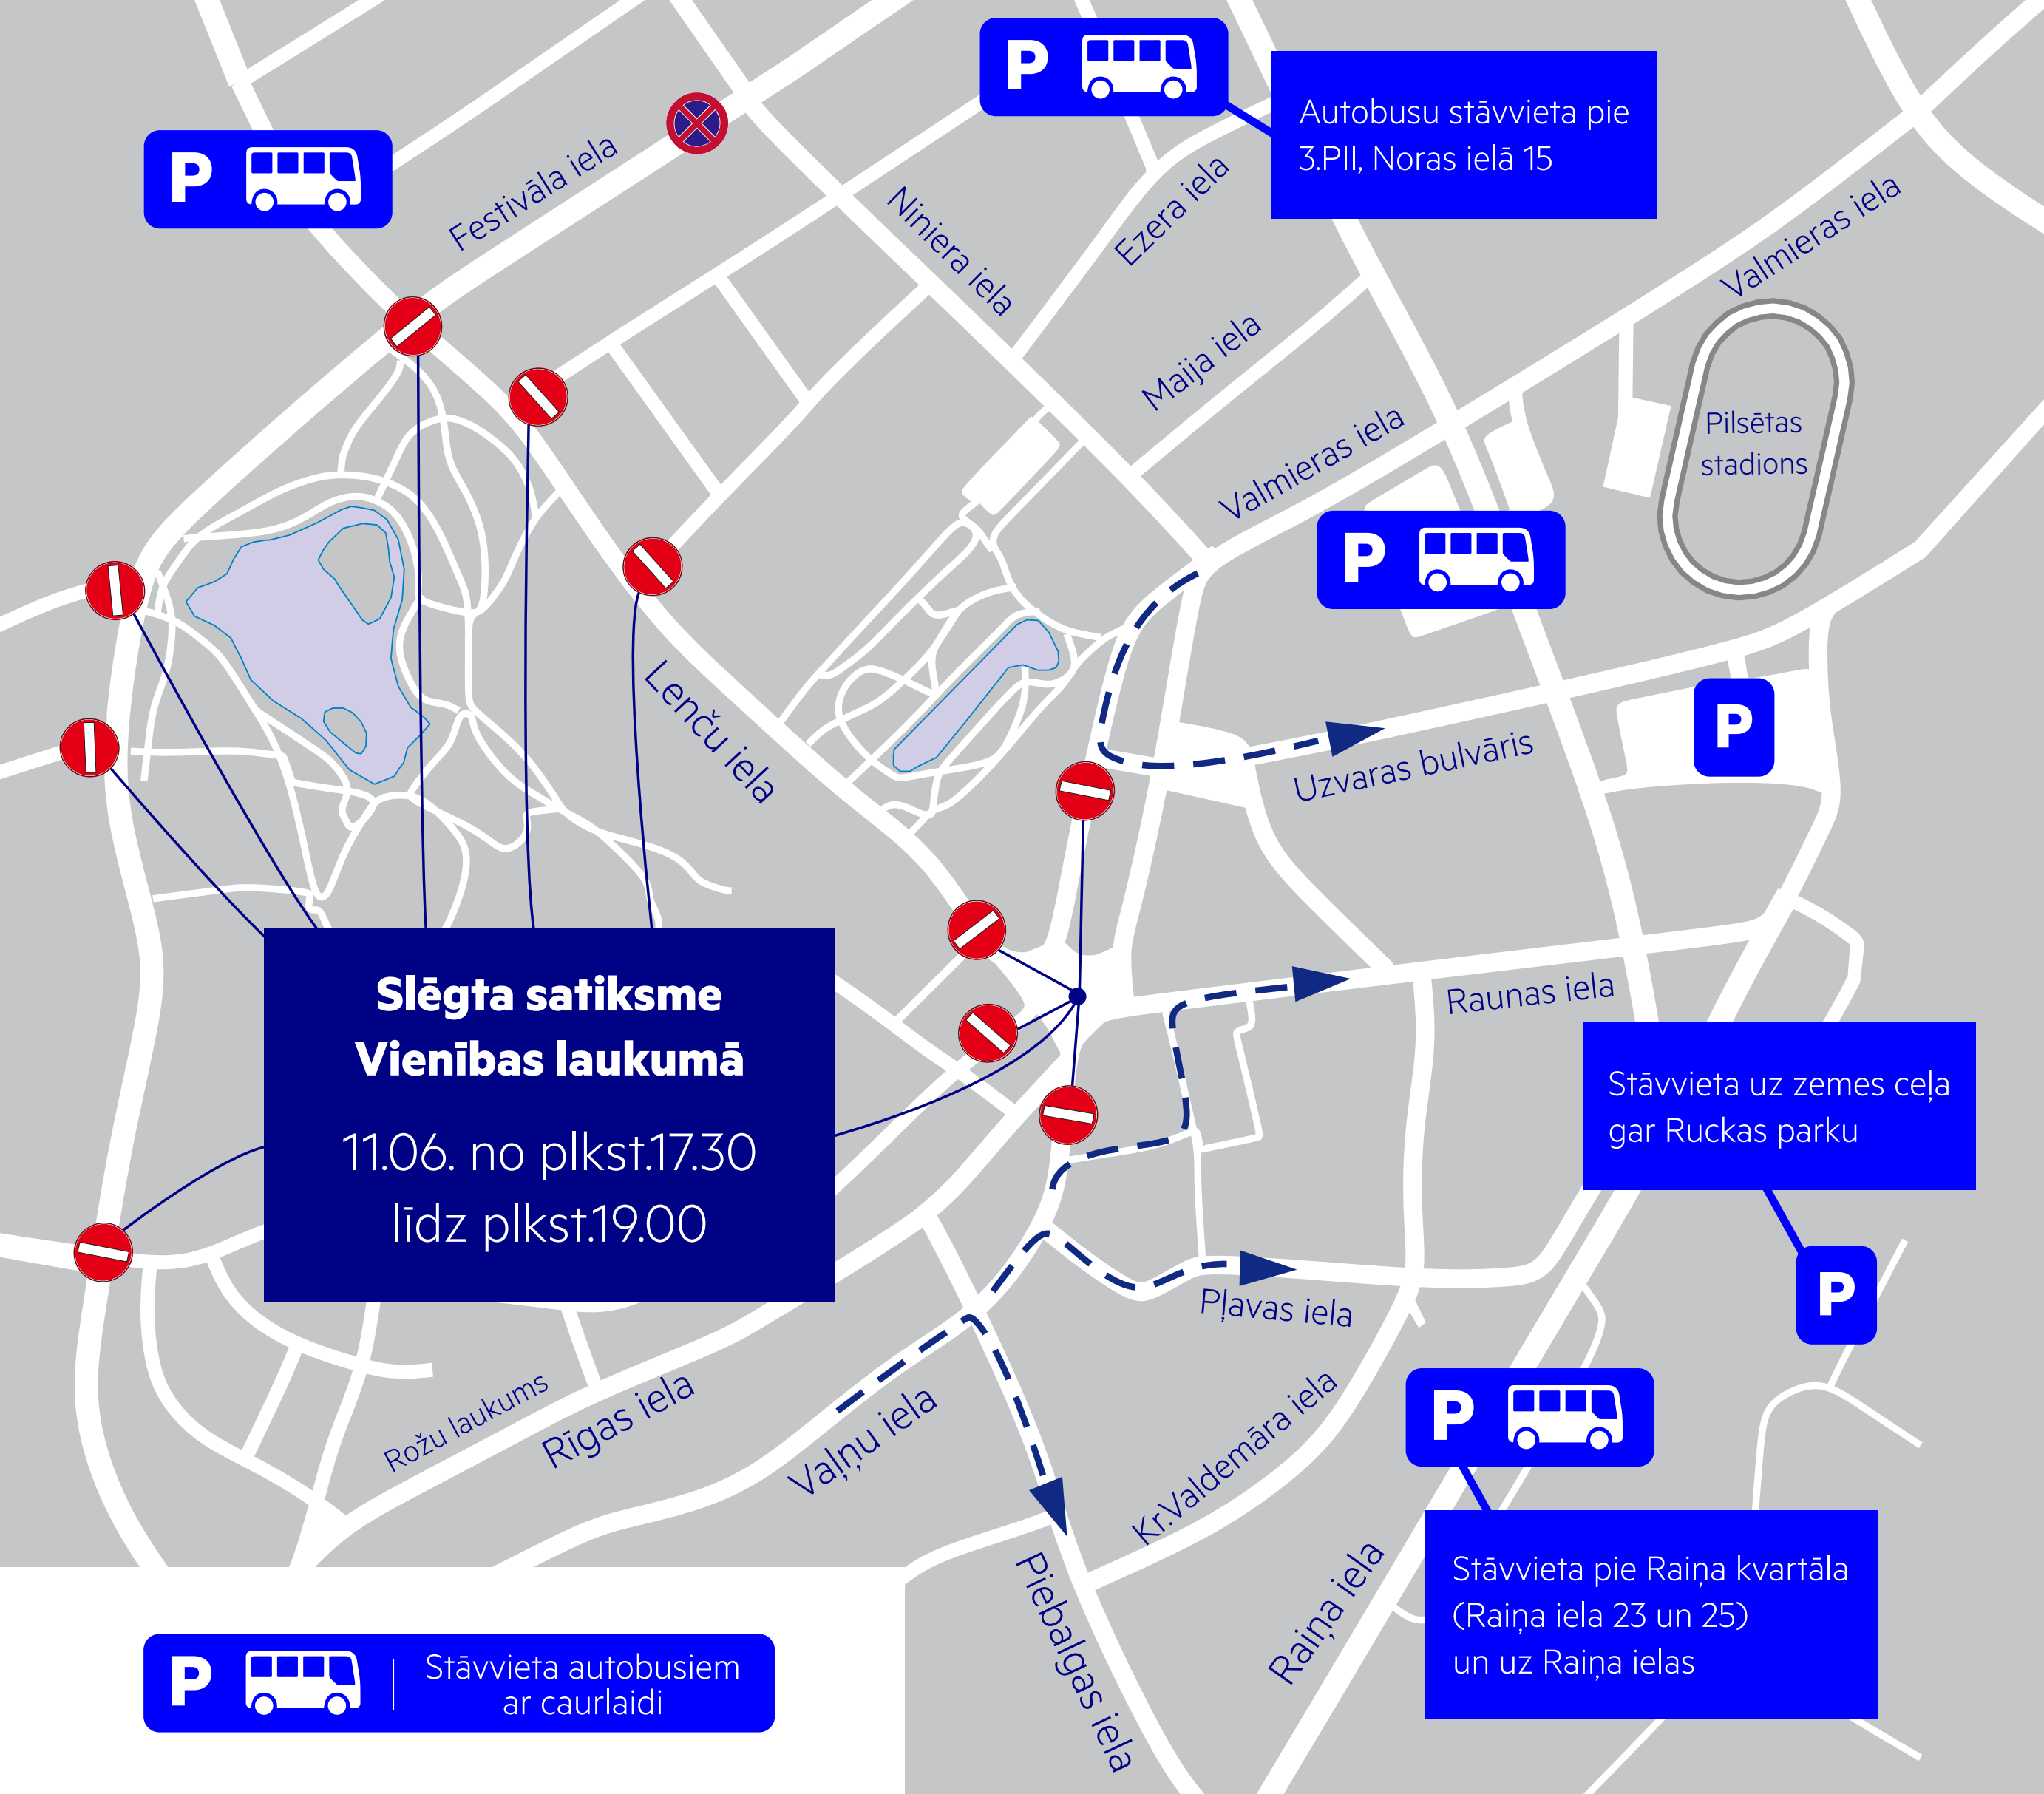 P
Autobusu stāvvieta pie
3.PII, Noras ielā 15
P
Festivāla iela
Niniera iela
Ezera iela
Valmieras iela
Maija iela
Pilsētas
stadions
Valmieras iela
P
Lenču iela
P
Uzvaras bulvāris
Slēgta satiksme
Vienības laukumā
11.06. no plkst.17.30
līdz plkst.19.00
Raunas iela
Stāvvieta uz zemes ceļa
gar Ruckas parku
P
Pļavas iela
Rožu laukums
Rīgas iela
Vaļņu iela
Kr.Valdemāra iela
P
Piebalgas iela
Raiņa iela
Stāvvieta pie Raiņa kvartāla
(Raiņa iela 23 un 25)
un uz Raiņa ielas
P
Stāvvieta autobusiem
ar caurlaidi